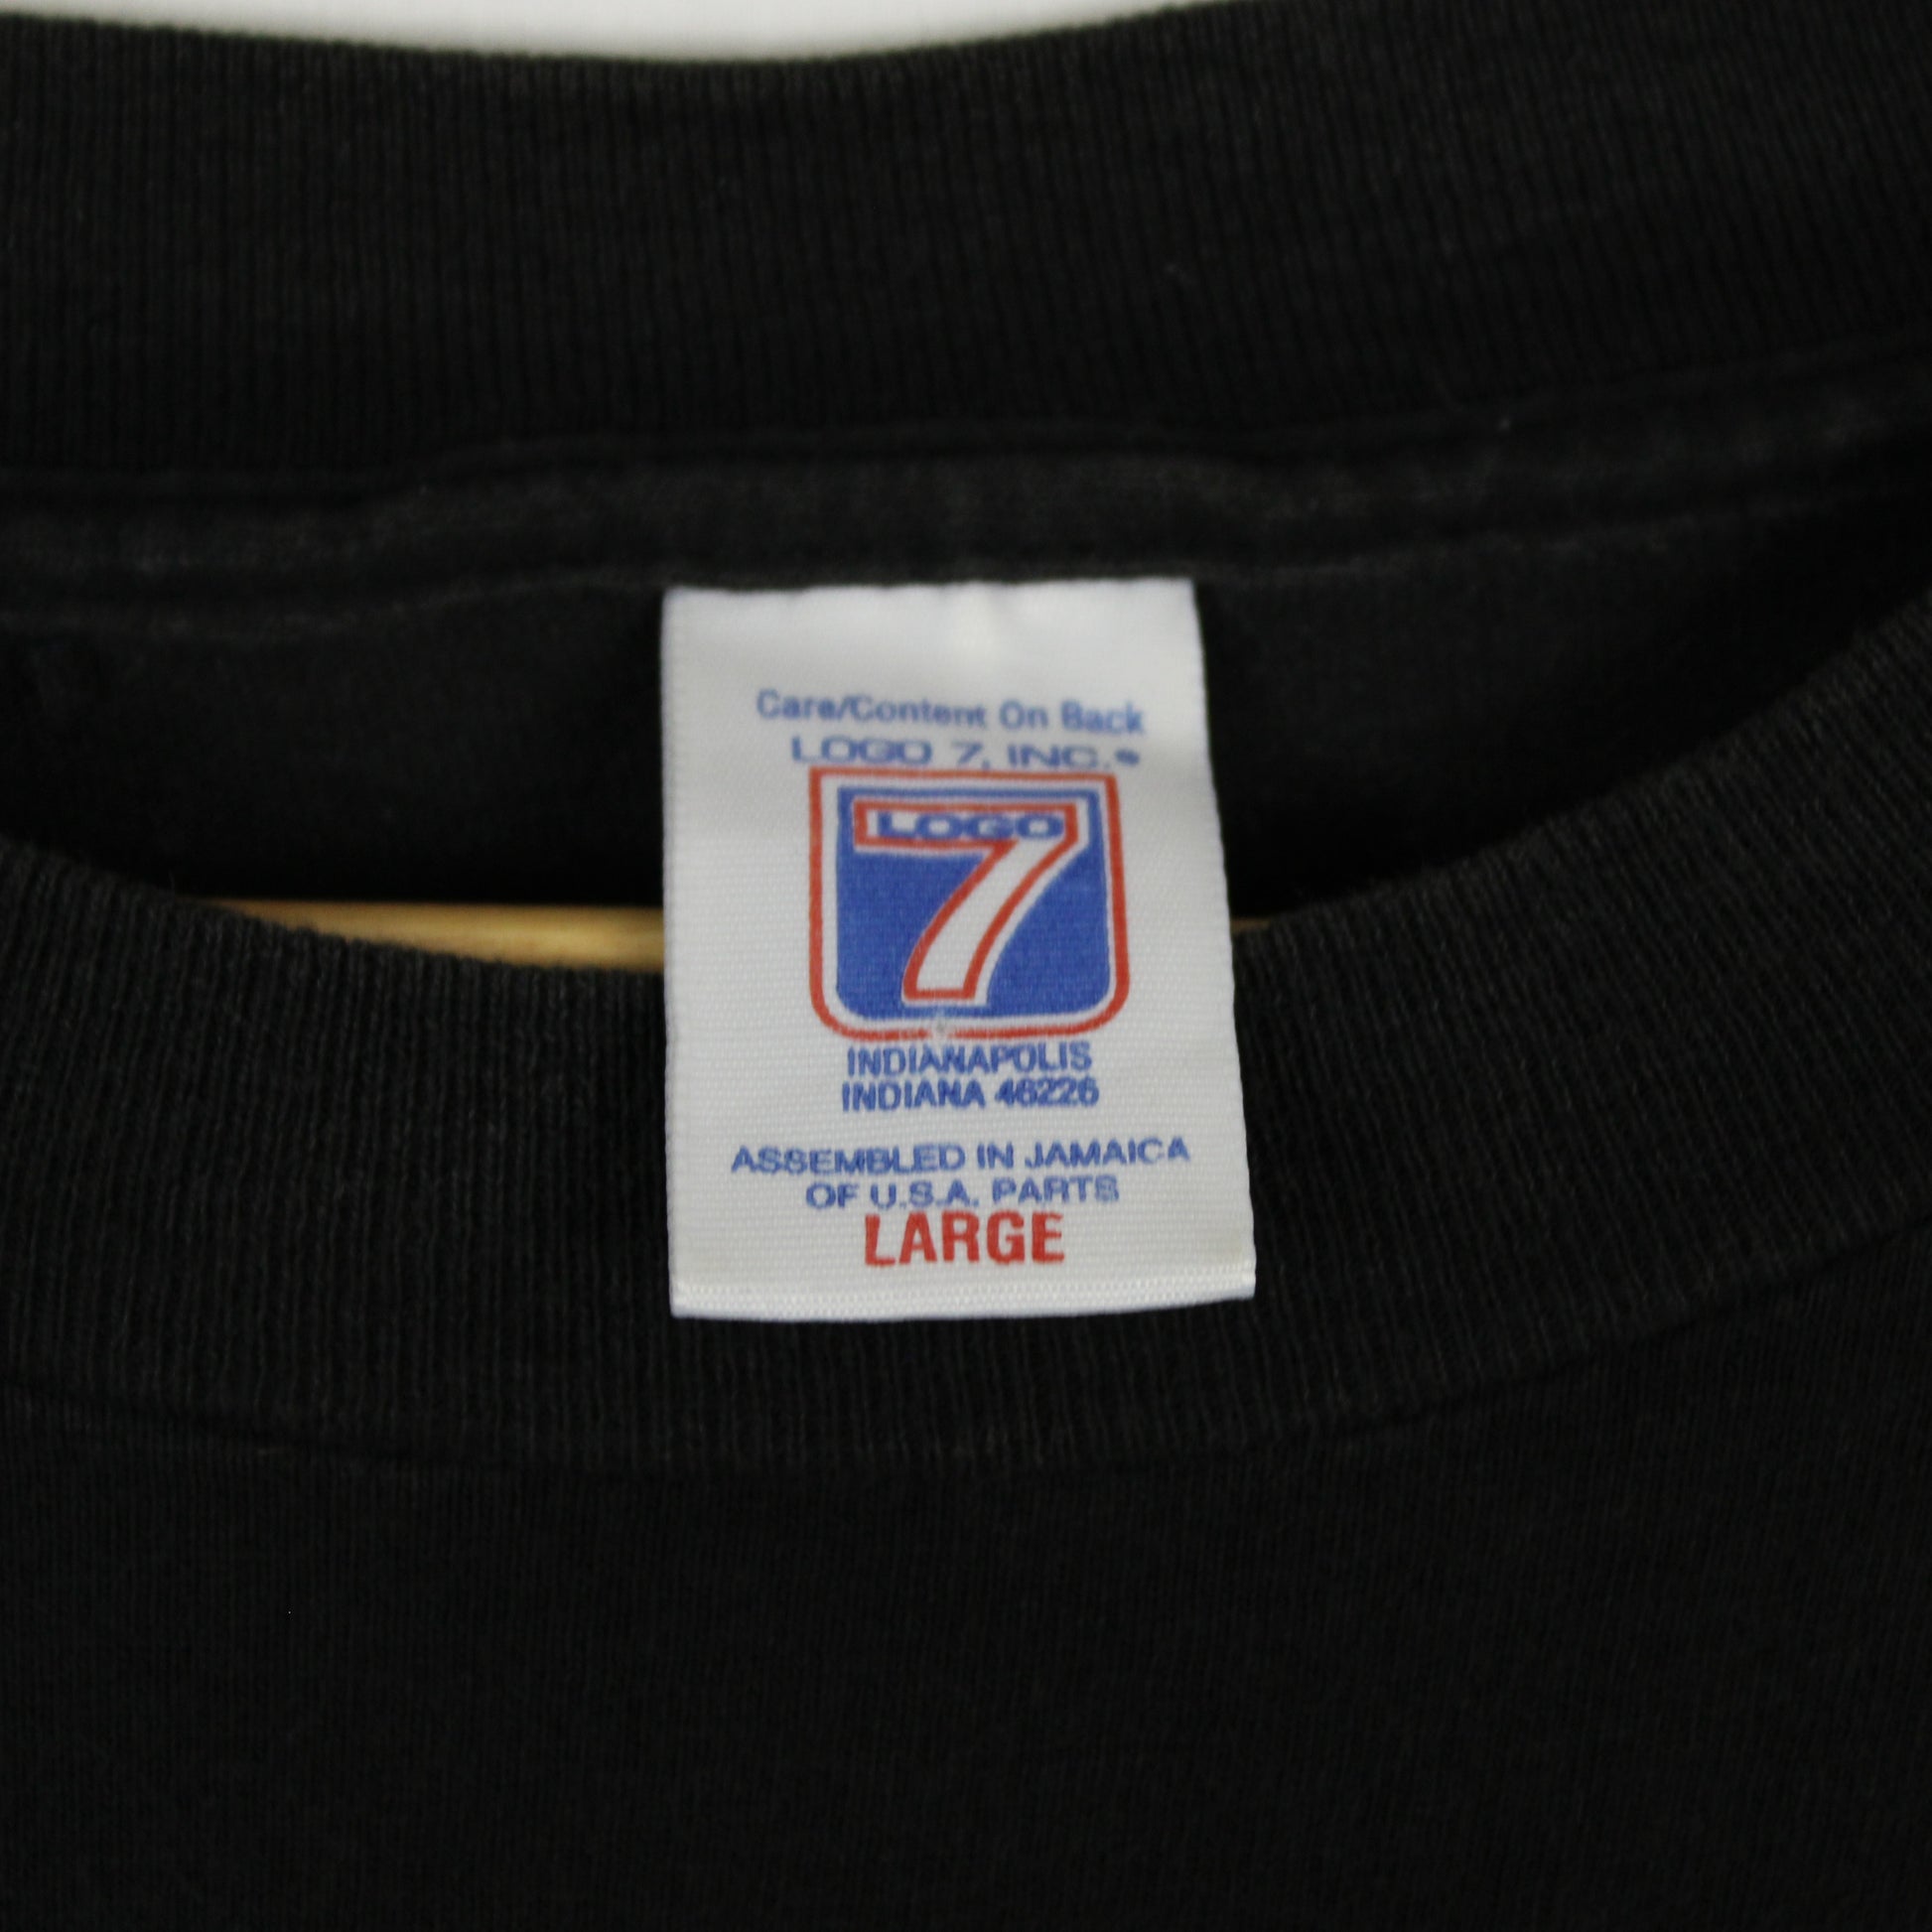 Care/Content On Back
LOGO 7, INC.®
LOGO
7
INDIANAPOLIS
INDIANA 46226
ASSEMBLED IN JAMAICA
OF U.S.A. PARTS
LARGE